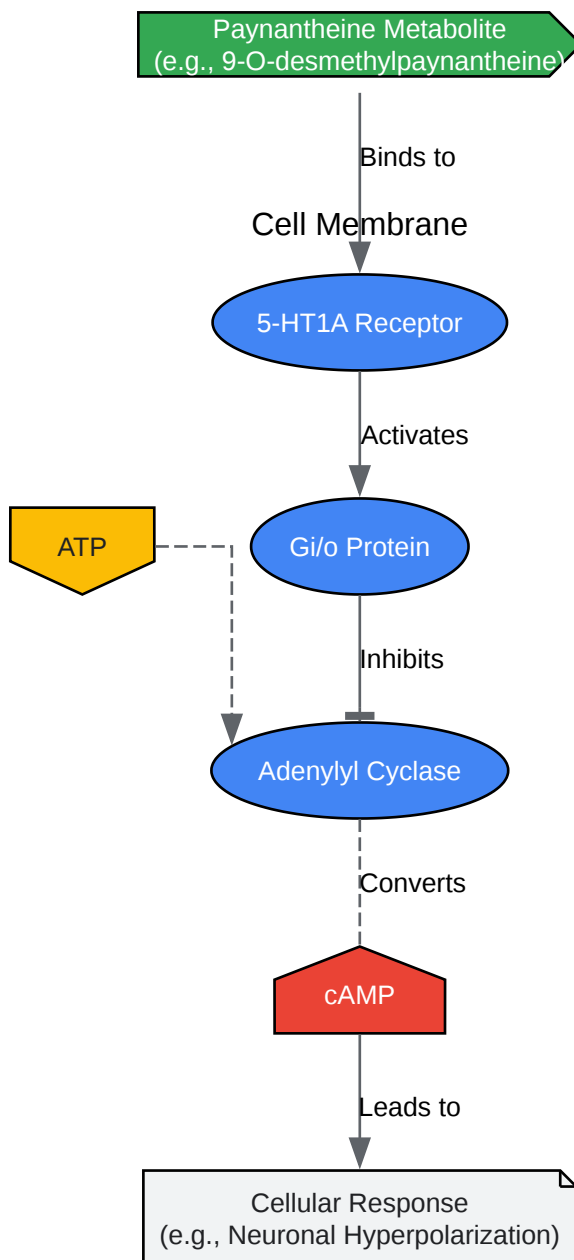 Paynantheine Metabolite
(e.g., 9-O-desmethylpaynantheine)
Binds to
Cell Membrane
5-HT1A Receptor
Activates
ATP
Gi/o Protein
Inhibits
Adenylyl Cyclase
Converts
cAMP
Leads to
Cellular Response
(e.g., Neuronal Hyperpolarization)